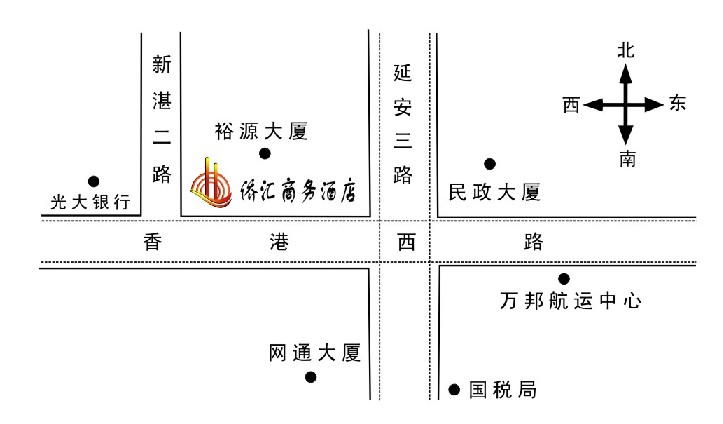 北
西 东
南
新湛二路
延安三路
裕源大厦
侨汇商务酒店
光大银行
民政大厦
香港西路
万邦航运中心
网通大厦
国税局